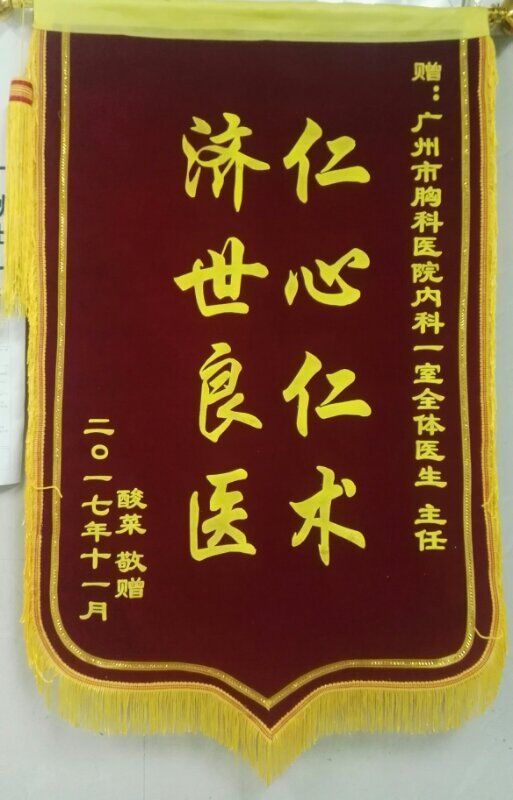 赠：广州市胸科医院内科一室全体医生 主任
仁心仁术
济世良医
酸菜 敬赠
二〇一七年十一月